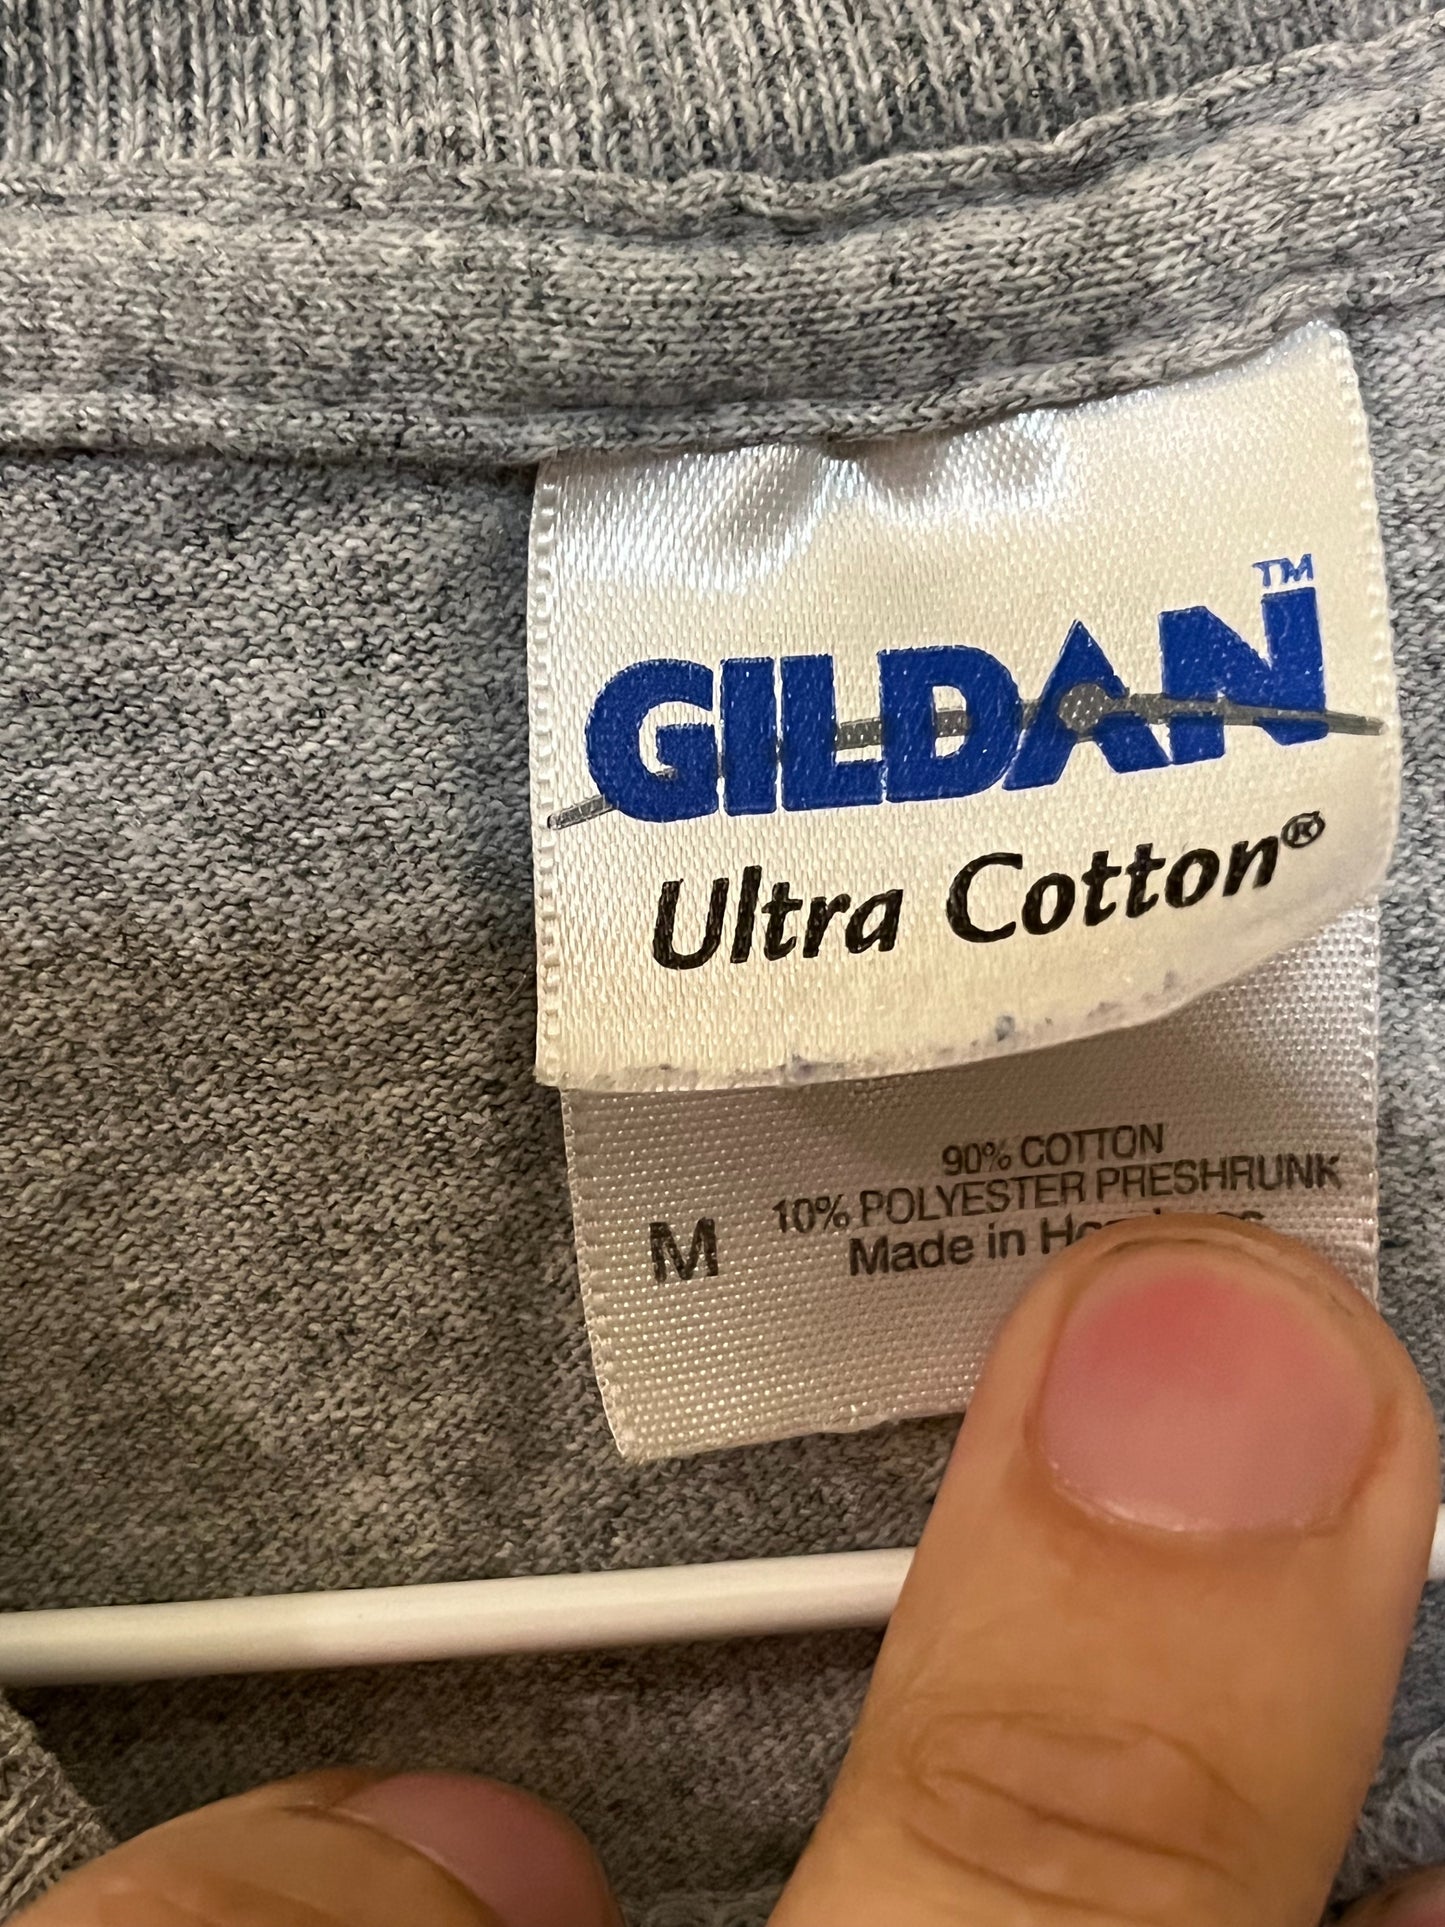 GILDAN™
Ultra Cotton®
90% COTTON
10% POLYESTER PRESHRUNK
Made in
M